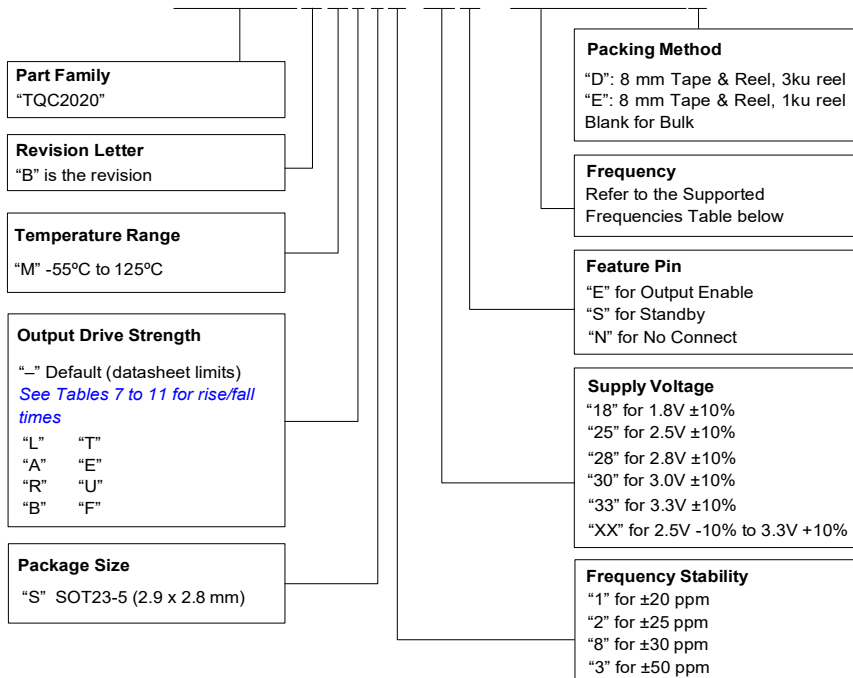 Part Family
“TQC2020”
Revision Letter
“B” is the revision
Temperature Range
“M” -55ºC to 125ºC
Output Drive Strength
“–” Default (datasheet limits)
See Tables 7 to 11 for rise/fall
times
“L” “T”
“A” “E”
“R” “U”
“B” “F”
Package Size
“S” SOT23-5 (2.9 x 2.8 mm)
Packing Method
“D”: 8 mm Tape & Reel, 3ku reel
“E”: 8 mm Tape & Reel, 1ku reel
Blank for Bulk
Frequency
Refer to the Supported
Frequencies Table below
Feature Pin
“E” for Output Enable
“S” for Standby
“N” for No Connect
Supply Voltage
“18” for 1.8V ±10%
“25” for 2.5V ±10%
“28” for 2.8V ±10%
“30” for 3.0V ±10%
“33” for 3.3V ±10%
“XX” for 2.5V -10% to 3.3V +10%
Frequency Stability
“1” for ±20 ppm
“2” for ±25 ppm
“8” for ±30 ppm
“3” for ±50 ppm